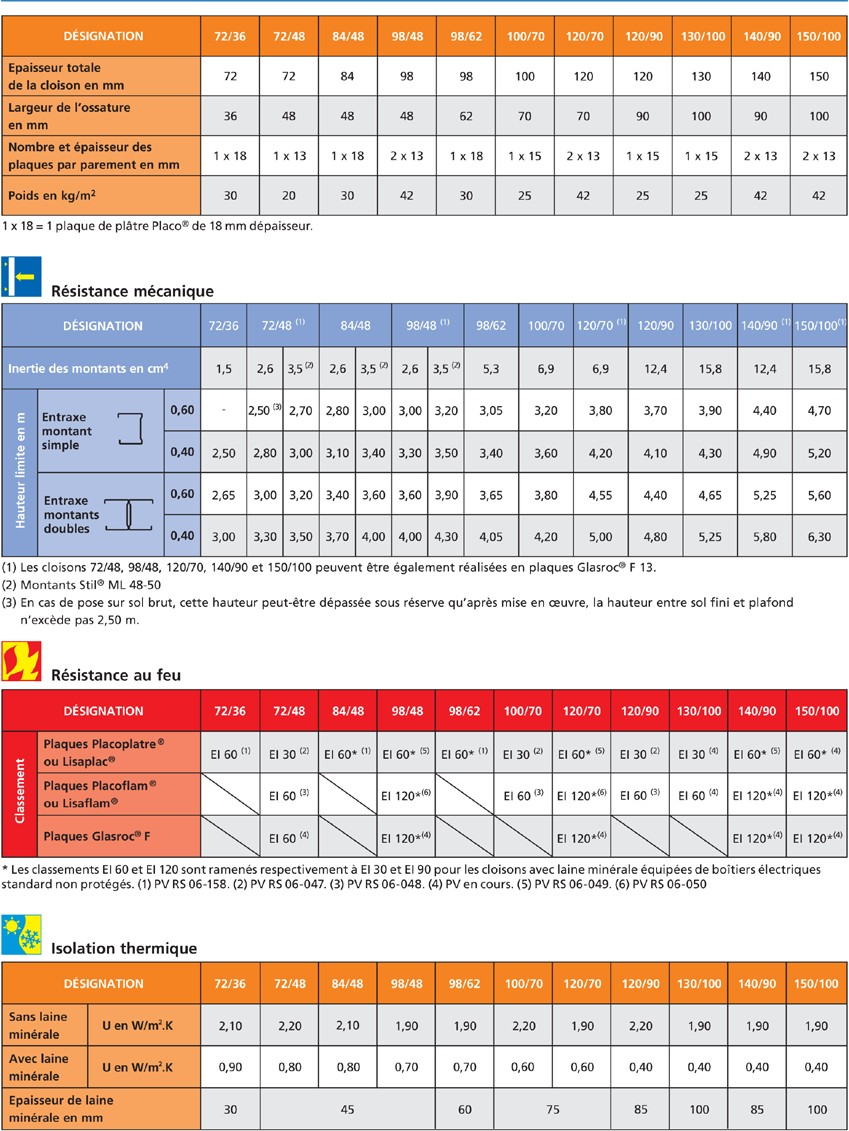 DÉSIGNATION 72/36 72/48 84/48 98/48 98/62 100/70 120/70 120/90 130/100 140/90 150/100
Epaisseur totale
de la cloison en mm 72 72 84 98 98 100 120 120 130 140 150
Largeur de l'ossature
en mm 36 48 48 48 62 70 70 90 100 90 100
Nombre et épaisseur des
plaques par parement en mm 1 x 18 1 x 13 1 x 18 2 x 13 1 x 18 1 x 15 2 x 13 1 x 15 1 x 15 2 x 13 2 x 13
Poids en kg/m² 30 20 30 42 30 25 42 25 25 42 42
1 x 18 = 1 plaque de plâtre Placo® de 18 mm dépaisseur.
Résistance mécanique
DÉSIGNATION 72/36 72/48 (1) 84/48 98/48 (1) 98/62 100/70 120/70 (1) 120/90 130/100 140/90 (1) 150/100(1)
Inertie des montants en cm⁴ 1,5 2,6 3,5 (2) 2,6 3,5 (2) 2,6 3,5 (2) 5,3 6,9 6,9 12,4 15,8 12,4 15,8
Hauteur limite en m
Entraxe
montant
simple
0,60 - 2,50 (3) 2,70 2,80 3,00 3,00 3,20 3,05 3,20 3,80 3,70 3,90 4,40 4,70
0,40 2,50 2,80 3,00 3,10 3,40 3,30 3,50 3,40 3,60 4,20 4,10 4,30 4,90 5,20
Entraxe
montants
doubles
0,60 2,65 3,00 3,20 3,40 3,60 3,60 3,90 3,65 3,80 4,55 4,40 4,65 5,25 5,60
0,40 3,00 3,30 3,50 3,70 4,00 4,00 4,30 4,05 4,20 5,00 4,80 5,25 5,80 6,30
(1) Les cloisons 72/48, 98/48, 120/70, 140/90 et 150/100 peuvent être également réalisées en plaques Glasroc® F 13.
(2) Montants Stil® ML 48-50
(3) En cas de pose sur sol brut, cette hauteur peut-être dépassée sous réserve qu'après mise en œuvre, la hauteur entre sol fini et plafond
n'excède pas 2,50 m.
Résistance au feu
DÉSIGNATION 72/36 72/48 84/48 98/48 98/62 100/70 120/70 120/90 130/100 140/90 150/100
Classement
Plaques Placoplatre®
ou Lisaplac® EI 60 (1) EI 30 (2) EI 60* (1) EI 60* (5) EI 60* (1) EI 30 (2) EI 60* (5) EI 30 (2) EI 30 (4) EI 60* (5) EI 60* (4)
Plaques Placoflam®
ou Lisaflam® EI 60 (3) EI 120*(6) EI 60 (3) EI 120*(6) EI 60 (3) EI 60 (4) EI 120*(4) EI 120*(4)
Plaques Glasroc® F EI 60 (4) EI 120*(4) EI 120*(4) EI 120*(4) EI 120*(4)
* Les classements EI 60 et EI 120 sont ramenés respectivement à EI 30 et EI 90 pour les cloisons avec laine minérale équipées de boîtiers électriques
standard non protégés. (1) PV RS 06-158. (2) PV RS 06-047. (3) PV RS 06-048. (4) PV en cours. (5) PV RS 06-049. (6) PV RS 06-050
Isolation thermique
DÉSIGNATION 72/36 72/48 84/48 98/48 98/62 100/70 120/70 120/90 130/100 140/90 150/100
Sans laine
minérale U en W/m².K 2,10 2,20 2,10 1,90 1,90 2,20 1,90 2,20 1,90 1,90 1,90
Avec laine
minérale U en W/m².K 0,90 0,80 0,80 0,70 0,70 0,60 0,60 0,40 0,40 0,40 0,40
Epaisseur de laine
minérale en mm 30 45 60 75 85 100 85 100